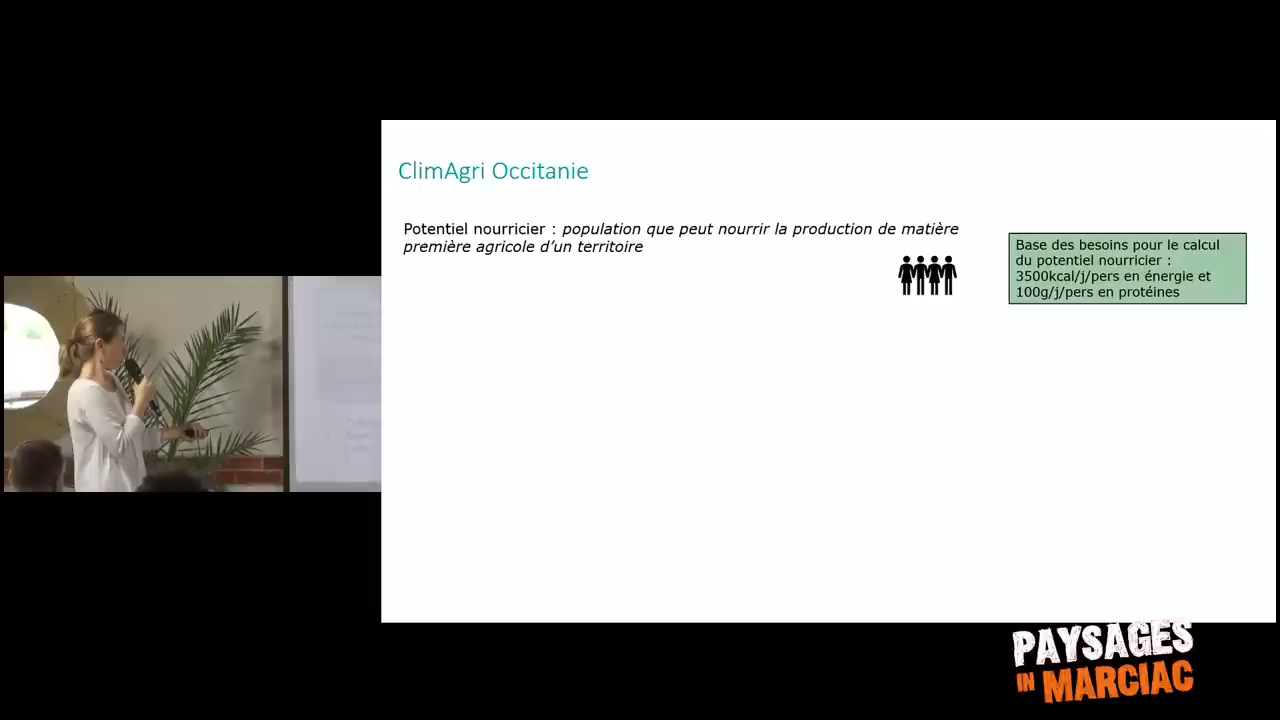 ClimAgri Occitanie
Potentiel nourricier : population que peut nourrir la production de matière
première agricole d’un territoire
Base des besoins pour le calcul
du potentiel nourricier :
3500kcal/j/pers en énergie et
100g/j/pers en protéines
PAYSAGES
IN MARCIAC